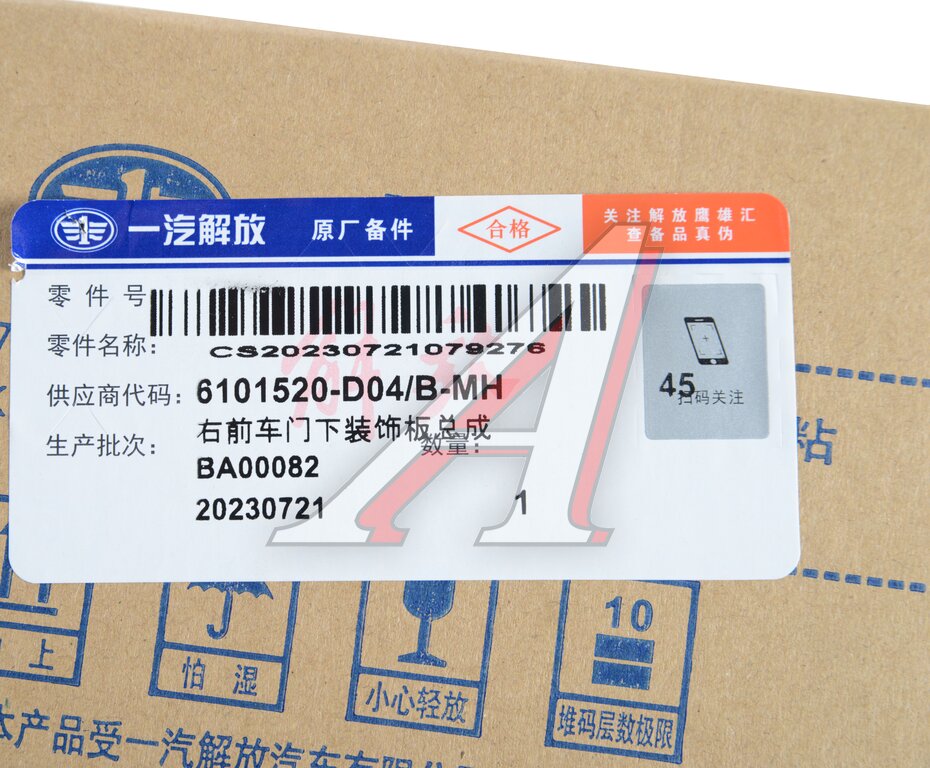 一汽解放 原厂备件 合格 关注解放鹰雄汇
查备品真伪
零件号
CS20230721079276
零件名称：
供应商代码： 6101520-D04/B-MH
45
扫码关注
右前车门下装饰板总成
生产批次： 数量：
BA00082
20230721 1
粘
上
怕湿
小心轻放
10
堆码层数极限
本产品受一汽解放汽车有限公